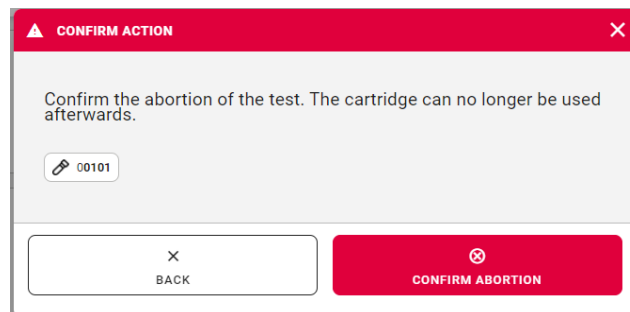 CONFIRM ACTION
Confirm the abortion of the test. The cartridge can no longer be used
afterwards.
00101
BACK
CONFIRM ABORTION